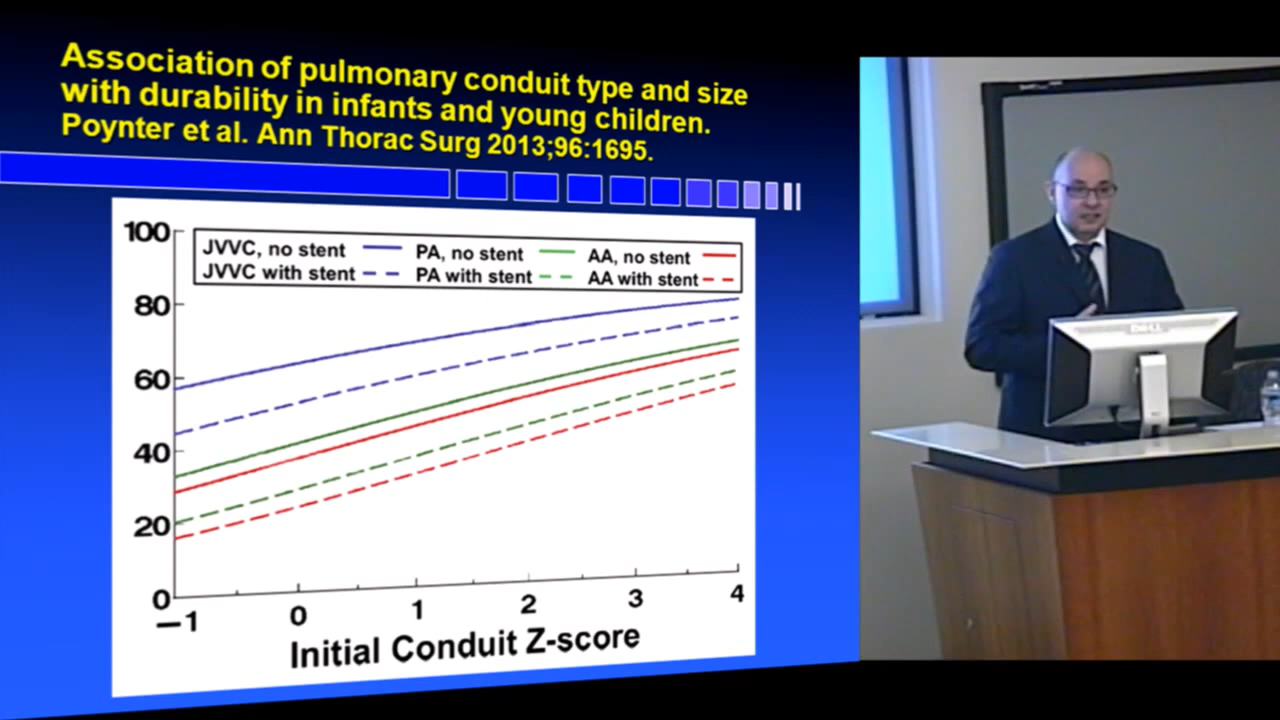 Association of pulmonary conduit type and size
with durability in infants and young children.
Poynter et al. Ann Thorac Surg 2013;96:1695.
JVVC, no stent PA, no stent AA, no stent
JVVC with stent PA with stent AA with stent
100
80
60
40
20
0
−1 0 1 2 3 4
Initial Conduit Z-score
DELL